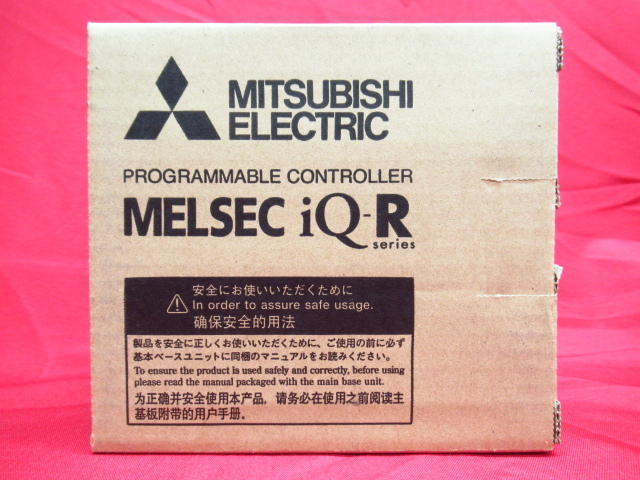 MITSUBISHI
ELECTRIC
PROGRAMMABLE CONTROLLER
MELSEC iQ-R
series
安全にお使いいただくために
In order to assure safe usage.
确保安全的用法
製品を安全に正しくお使いいただくために、ご使用の前に必ず
基本ベースユニットに同梱のマニュアルをお読みください。
To ensure the product is used safely and correctly, before using
please read the manual packaged with the main base unit.
为正确并安全使用本产品，请务必在使用之前阅读主
基板附带的用户手册.